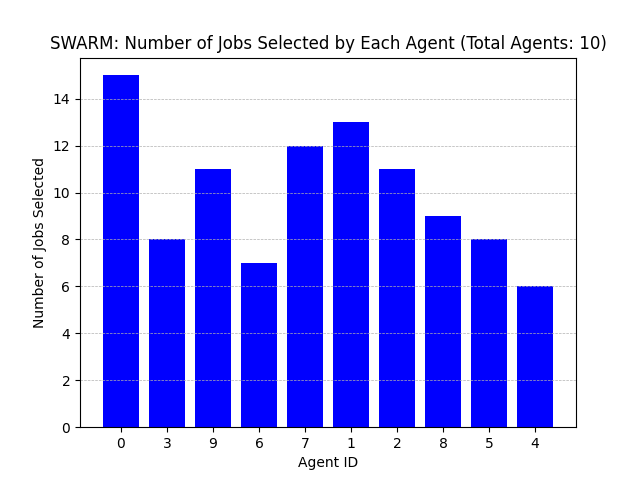 SWARM: Number of Jobs Selected by Each Agent (Total Agents: 10)
Number of Jobs Selected
14
12
10
8
6
4
2
0
0 3 9 6 7 1 2 8 5 4
Agent ID